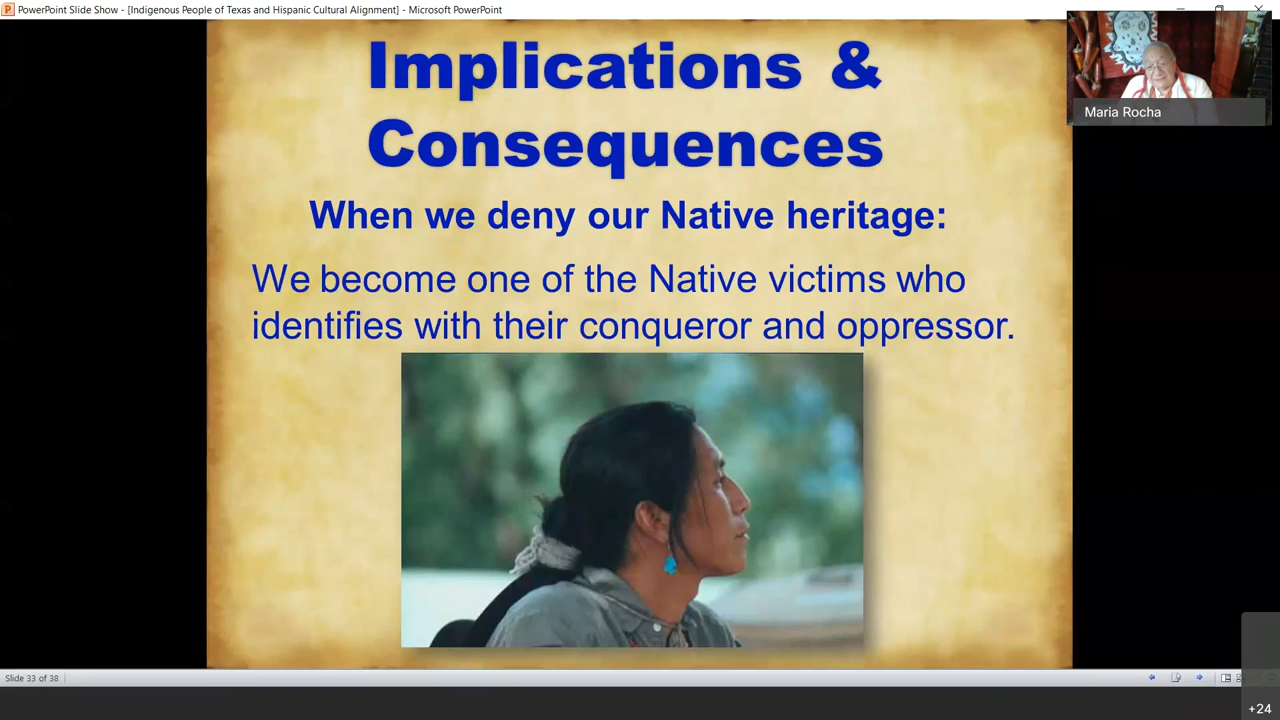 PowerPoint Slide Show - [Indigenous People of Texas and Hispanic Cultural Alignment] - Microsoft PowerPoint
Implications &
Consequences
When we deny our Native heritage:
We become one of the Native victims who
identifies with their conqueror and oppressor.
Maria Rocha
Slide 33 of 38
+24